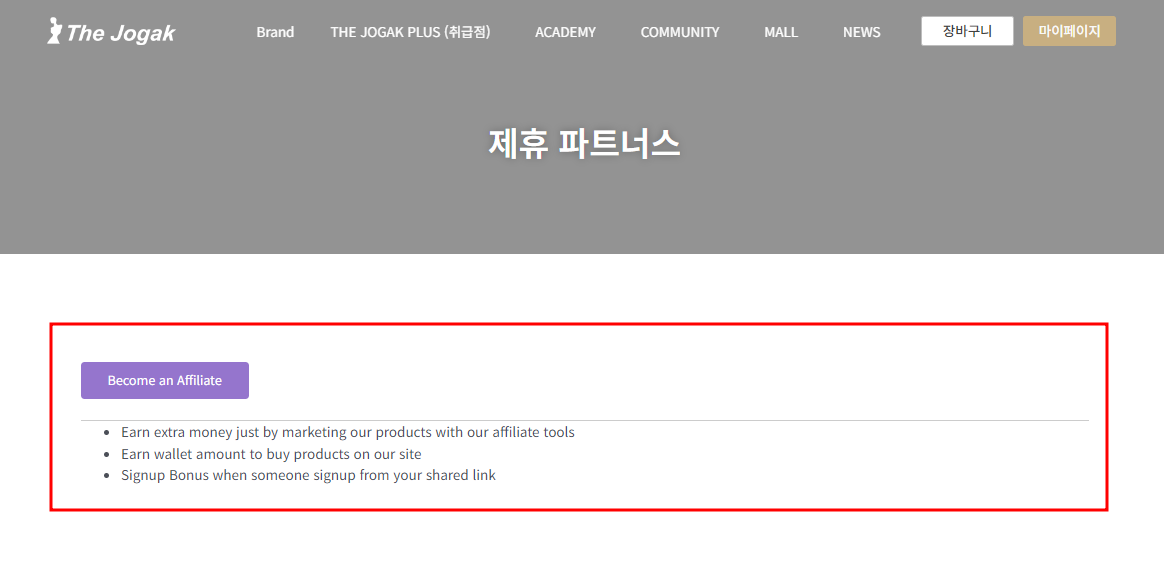 The Jogak
Brand THE JOGAK PLUS (취급점) ACADEMY COMMUNITY MALL NEWS 장바구니 마이페이지
제휴 파트너스
Become an Affiliate
• Earn extra money just by marketing our products with our affiliate tools
• Earn wallet amount to buy products on our site
• Signup Bonus when someone signup from your shared link